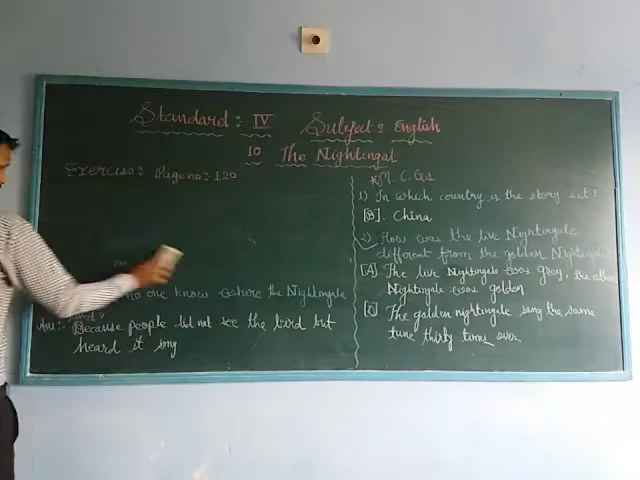 Standard: IV Subject: English
10 The Nightingal
Exercise: Page no: 120
no one know where the Nightingale
Ans:- Because people did not see the bird but
heard it song
*M. C. Q.S
1) In which country is the story set?
[B]. China
2) How was the live Nightengale
different from the golden Nightingale
[A] The live Nightingale was grey, the other
Nightingale was golden
The golden nightingale sang the same
tune thirty times over